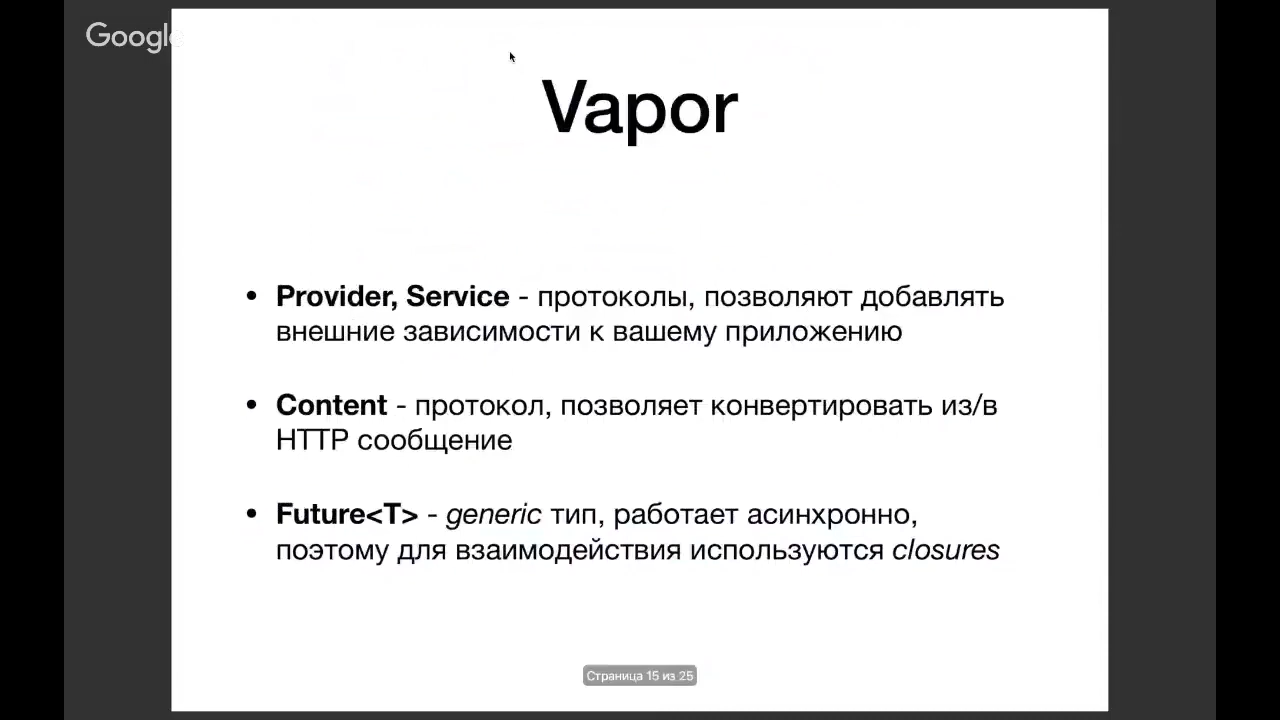 Google
Vapor
• Provider, Service - протоколы, позволяют добавлять
внешние зависимости к вашему приложению
• Content - протокол, позволяет конвертировать из/в
HTTP сообщение
• Future<T> - generic тип, работает асинхронно,
поэтому для взаимодействия используются closures
Страница 15 из 25